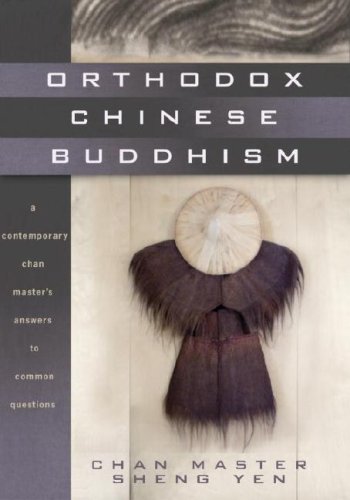 ORTHODOX
CHINESE
BUDDHISM
a
contemporary
chan
master's
answers
to
common
questions
CHAN MASTER
SHENG YEN